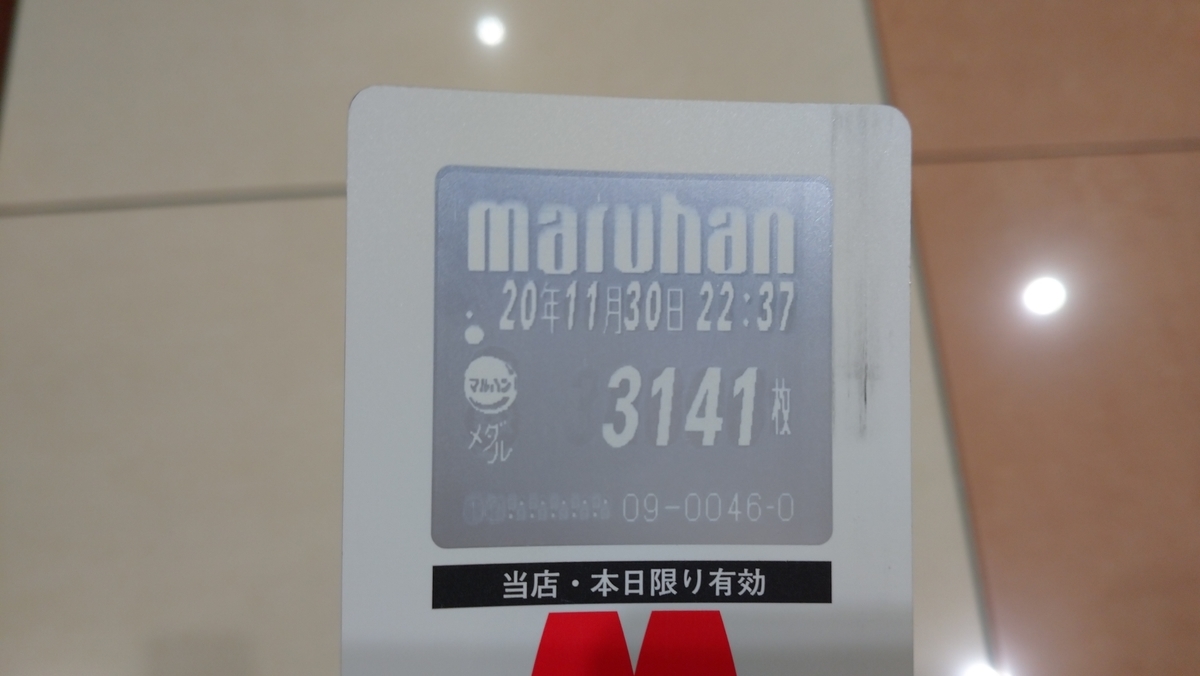 maruhan
20年11月30日 22:37
マルハン
3141枚
メダル
09-0046-0
当店・本日限り有効